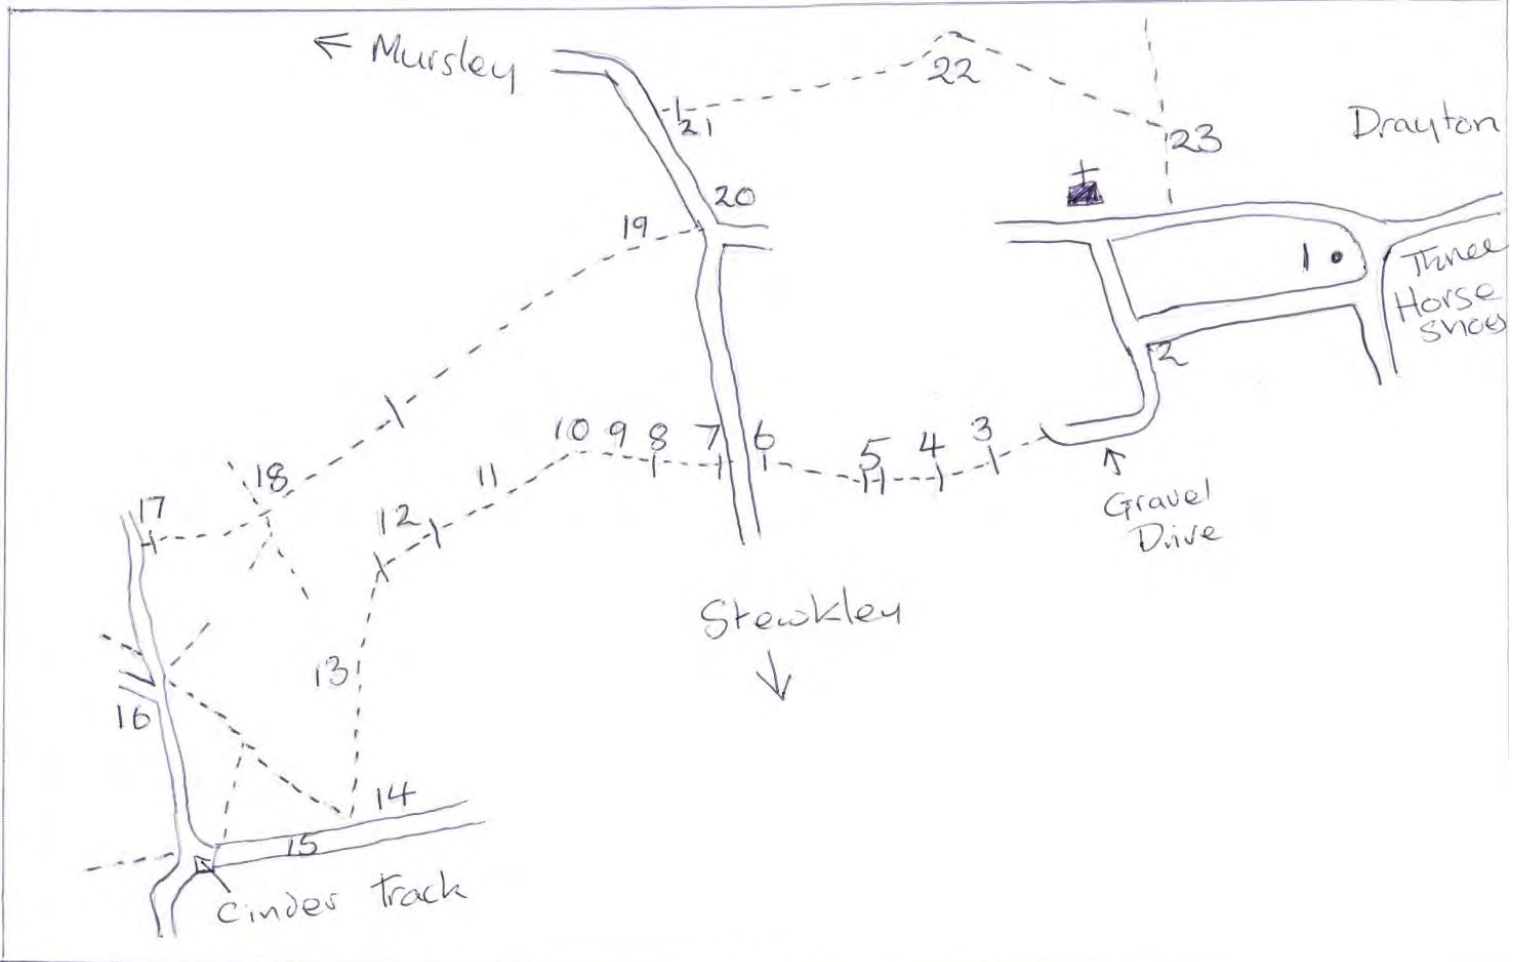 ← Mursley
22
21
23
Drayton
20
19
1
Three
Horse
Shoes
2
10 9 8 7 6 5 4 3
18
11
17
12
Gravel
Drive
Stewkley
13
16
14
15
Cinder Track